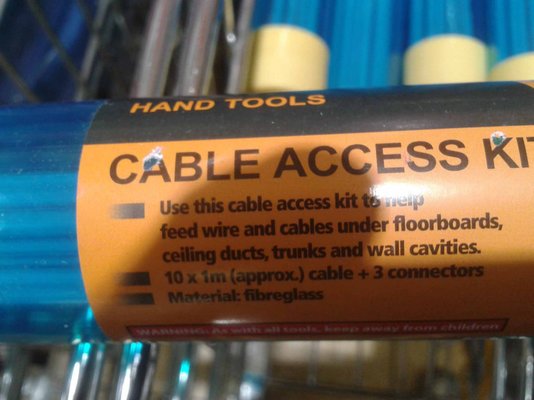 HAND TOOLS
CABLE ACCESS KIT
Use this cable access kit to help
feed wire and cables under floorboards,
ceiling ducts, trunks and wall cavities.
10 x 1m (approx.) cable + 3 connectors
Material: fibreglass
WARNING: As with all tools, keep away from children